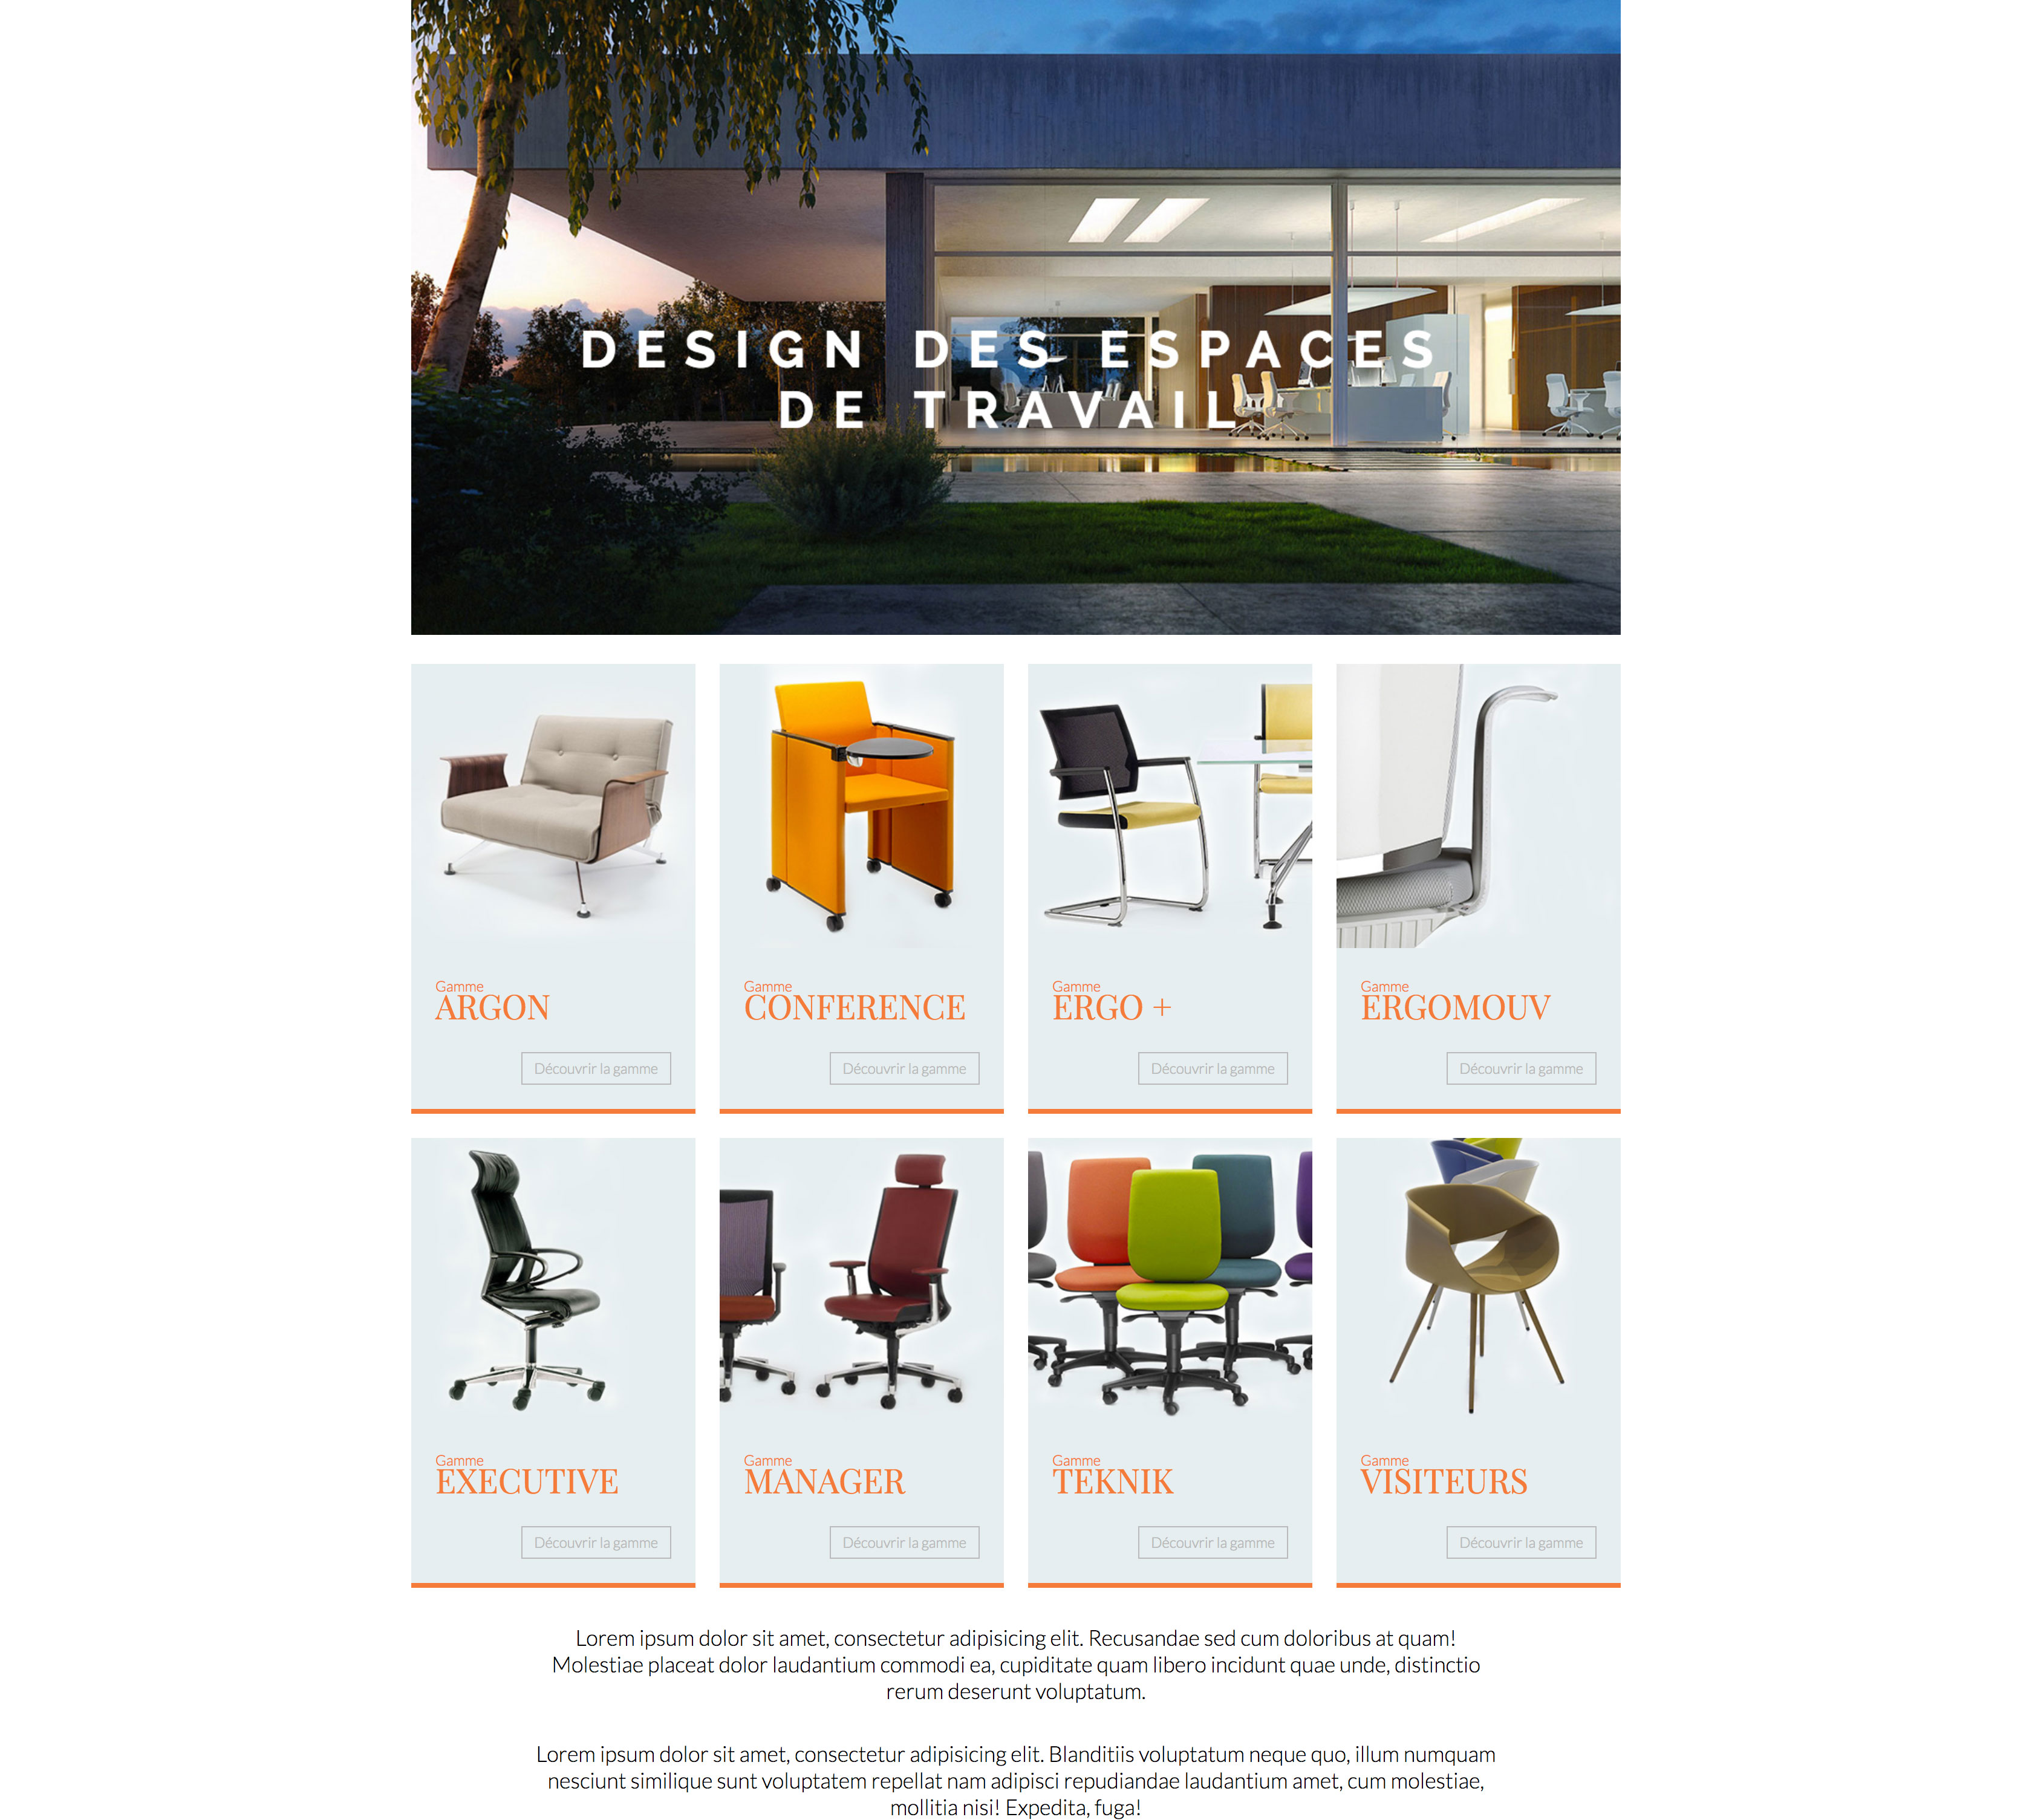 DESIGN DES ESPACES
DE TRAVAIL
Gamme
ARGON
Découvrir la gamme
Gamme
CONFERENCE
Découvrir la gamme
Gamme
ERGO +
Découvrir la gamme
Gamme
ERGOMOUV
Découvrir la gamme
Gamme
EXECUTIVE
Découvrir la gamme
Gamme
MANAGER
Découvrir la gamme
Gamme
TEKNIK
Découvrir la gamme
Gamme
VISITEURS
Découvrir la gamme
Lorem ipsum dolor sit amet, consectetur adipisicing elit. Recusandae sed cum doloribus at quam!
Molestiae placeat dolor laudantium commodi ea, cupiditate quam libero incidunt quae unde, distinctio
rerum deserunt voluptatum.
Lorem ipsum dolor sit amet, consectetur adipisicing elit. Blanditiis voluptatum neque quo, illum numquam
nesciunt similique sunt voluptatem repellat nam adipisci repudiandae laudantium amet, cum molestiae,
mollitia nisi! Expedita, fuga!